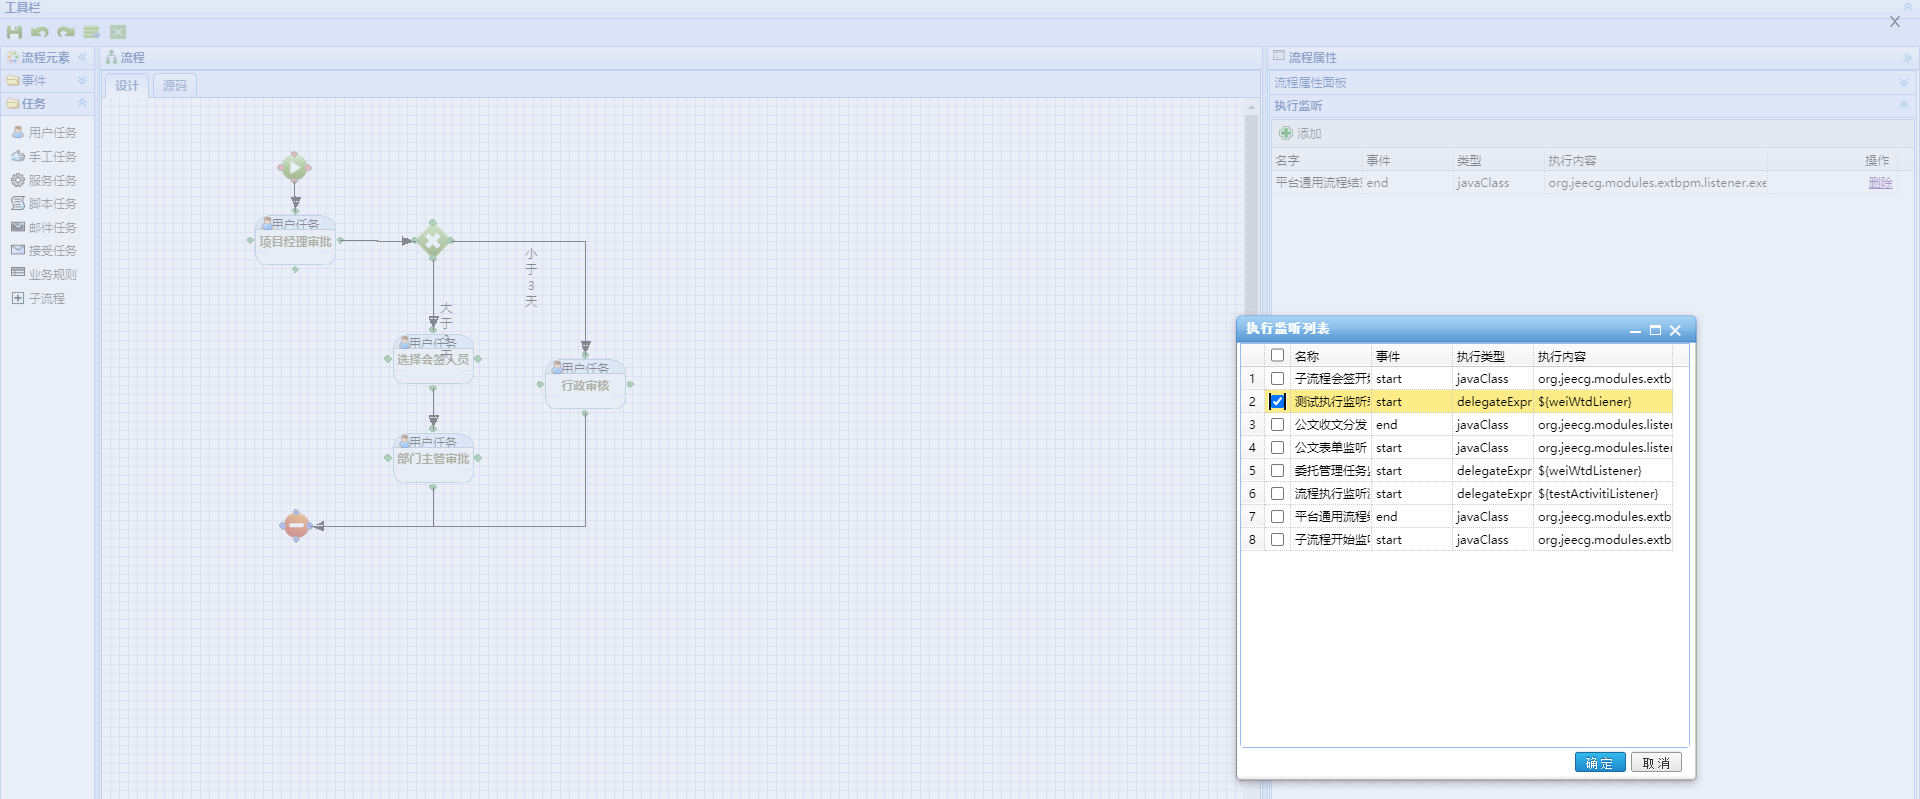 工具栏
流程元素
事件
任务
用户任务
手工任务
服务任务
脚本任务
邮件任务
接受任务
业务规则
子流程
流程
设计
源码
用户任务
项目经理审批
小于3天
大于3天
用户任务
选择会签人员
用户任务
行政审核
用户任务
部门主管审批
流程属性
流程属性面板
执行监听
添加
名字 事件 类型 执行内容 操作
平台通用流程结 end javaClass org.jeecg.modules.extbpm.listener.exe 删除
执行监听列表
名称 事件 执行类型 执行内容
1 子流程会签开 start javaClass org.jeecg.modules.extb
2 测试执行监听 start delegateExpr ${weiWtdLiener}
3 公文收文分发 end javaClass org.jeecg.modules.lister
4 公文表单监听 start javaClass org.jeecg.modules.lister
5 委托管理任务 start delegateExpr ${weiWtdListener}
6 流程执行监听 start delegateExpr ${testActivitiListener}
7 平台通用流程 end javaClass org.jeecg.modules.extb
8 子流程开始监 start javaClass org.jeecg.modules.extb
确定 取消